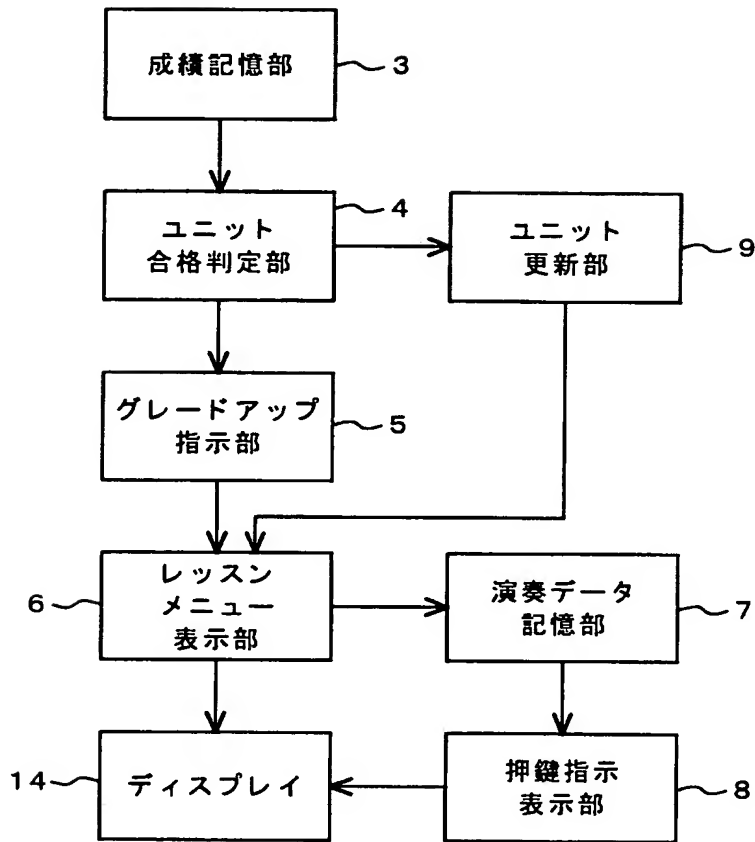 成績記憶部
3
ユニット
合格判定部
4
ユニット
更新部
9
グレードアップ
指示部
5
レッスン
メニュー
表示部
6
演奏データ
記憶部
7
ディスプレイ
14
押鍵指示
表示部
8